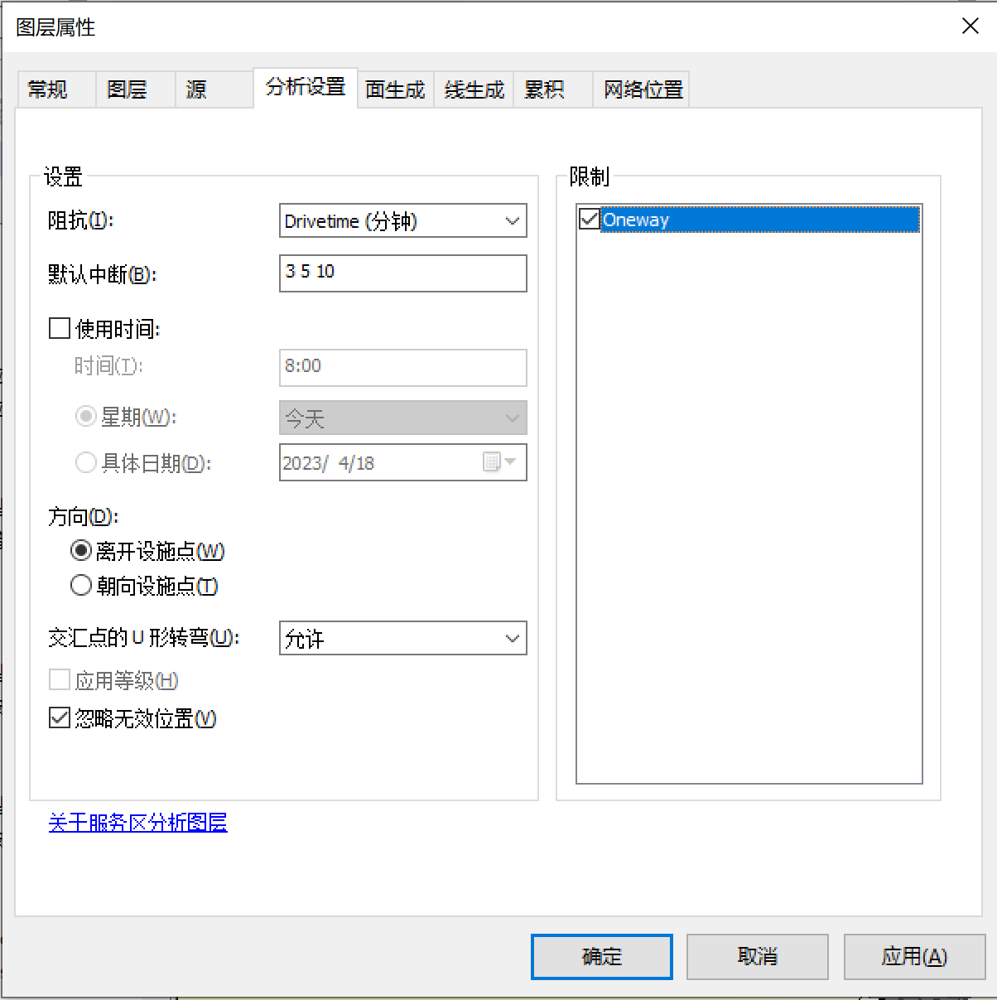 图层属性
常规 图层 源 分析设置 面生成 线生成 累积 网络位置
设置
阻抗(I): Drivetime (分钟)
默认中断(B): 3 5 10
使用时间:
时间(T): 8:00
星期(W): 今天
具体日期(D): 2023/ 4/18
方向(D):
离开设施点(W)
朝向设施点(T)
交汇点的 U 形转弯(U): 允许
应用等级(H)
忽略无效位置(V)
关于服务区分析图层
限制
Oneway
确定 取消 应用(A)